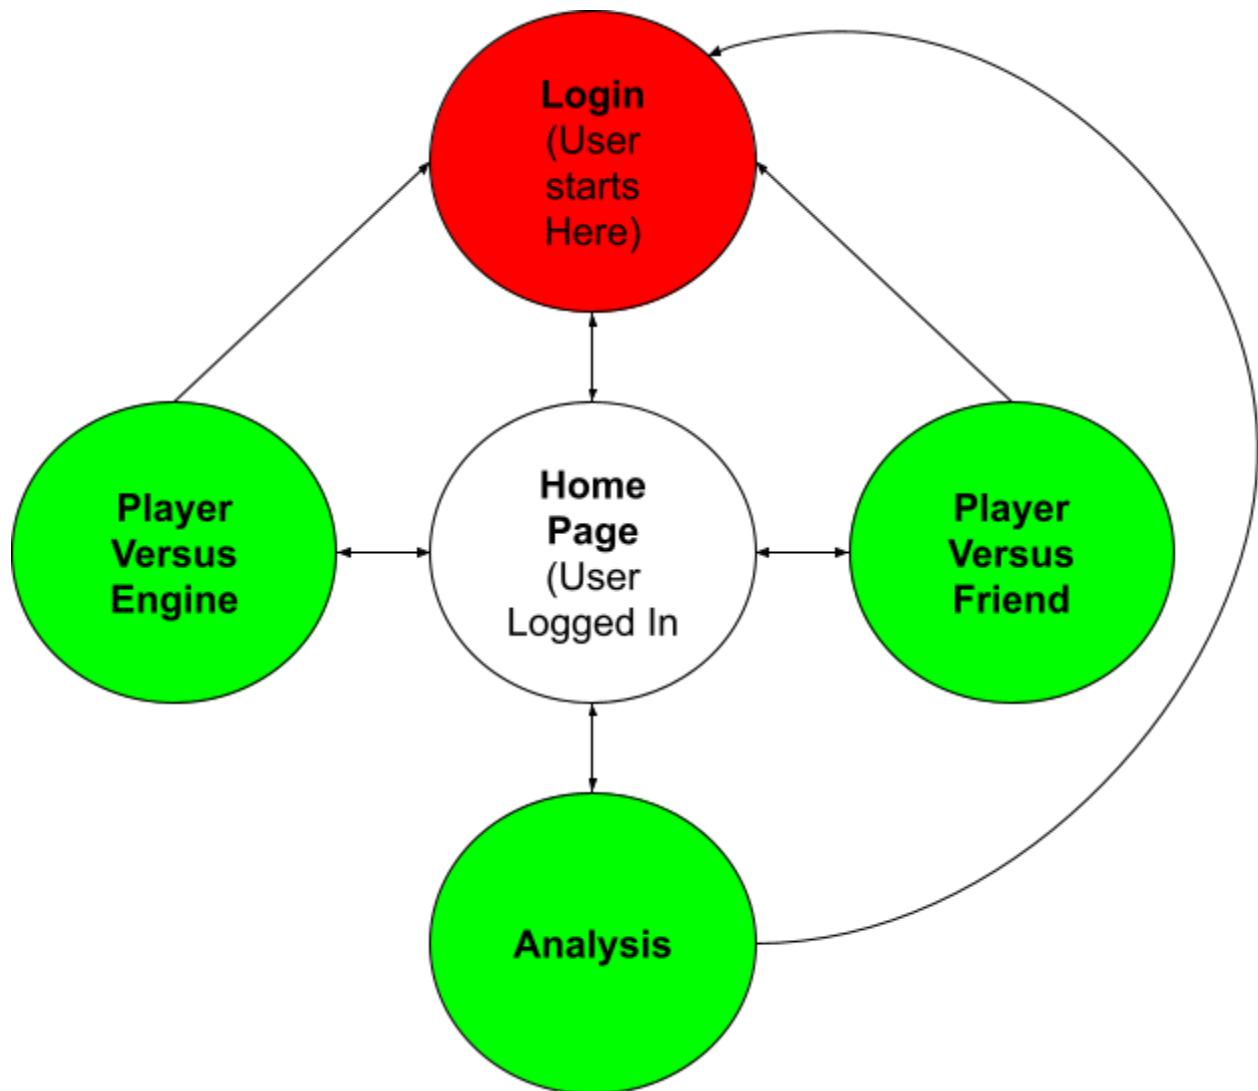 Login
(User
starts
Here)
Player
Versus
Engine
Home
Page
(User
Logged In
Player
Versus
Friend
Analysis